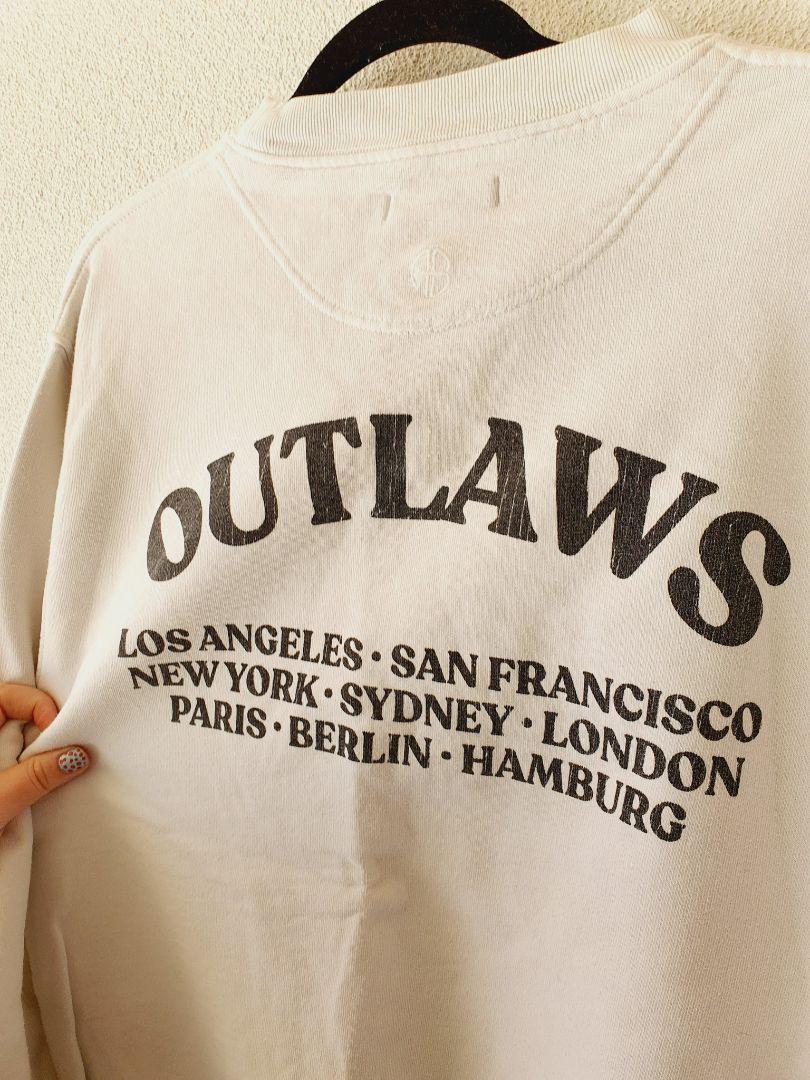 OUTLAWS
LOS ANGELES · SAN FRANCISCO
NEW YORK · SYDNEY · LONDON
PARIS · BERLIN · HAMBURG